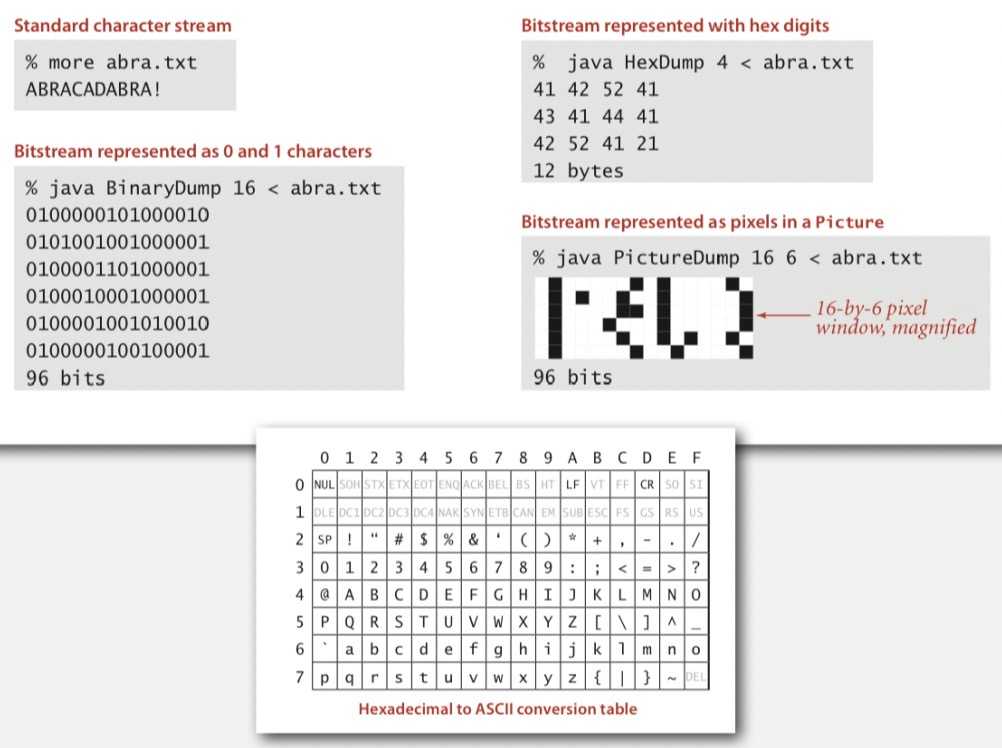 Standard character stream
% more abra.txt
ABRACADABRA!
Bitstream represented as 0 and 1 characters
% java BinaryDump 16 < abra.txt
0100000101000010
0101001001000001
0100001101000001
0100010001000001
0100001001010010
0100000100100001
96 bits
Bitstream represented with hex digits
% java HexDump 4 < abra.txt
41 42 52 41
43 41 44 41
42 52 41 21
12 bytes
Bitstream represented as pixels in a Picture
% java PictureDump 16 6 < abra.txt
16-by-6 pixel
window, magnified
96 bits
0 1 2 3 4 5 6 7 8 9 A B C D E F
0 NUL SOH STX ETX EOT ENQ ACK BEL BS HT LF VT FF CR SO SI
1 DLE DC1 DC2 DC3 DC4 NAK SYN ETB CAN EM SUB ESC FS GS RS US
2 SP ! “ # $ % & ‘ ( ) * + , - . /
3 0 1 2 3 4 5 6 7 8 9 : ; < = > ?
4 @ A B C D E F G H I J K L M N O
5 P Q R S T U V W X Y Z [ \ ] ^ _
6 ` a b c d e f g h i j k l m n o
7 p q r s t u v w x y z { | } ~ DEL
Hexadecimal to ASCII conversion table